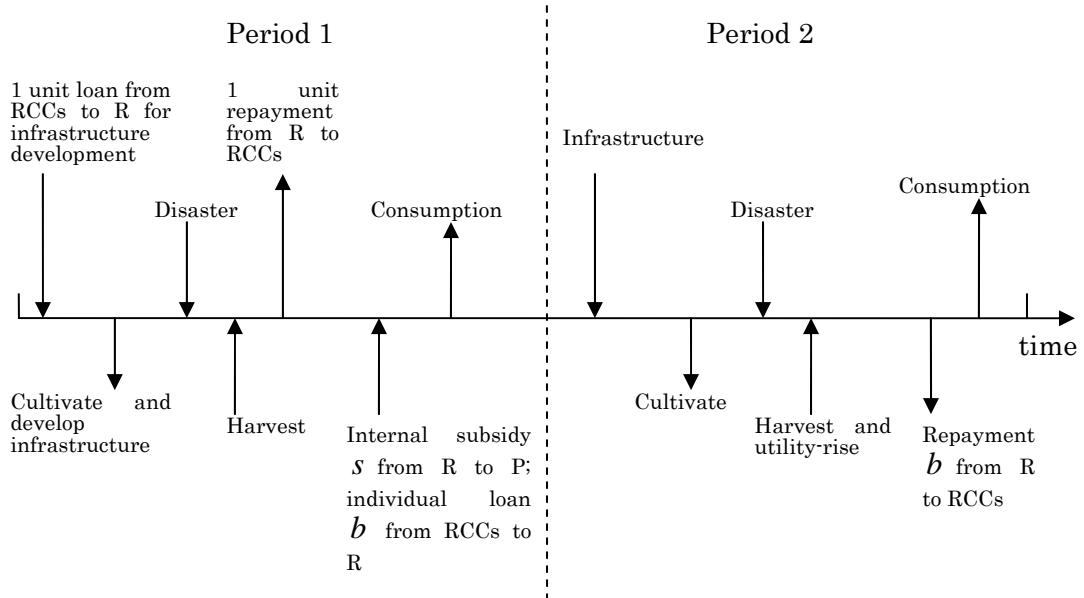 Period 1
Period 2
1 unit loan from
RCCs to R for
infrastructure
development
1 unit
repayment
from R to
RCCs
Infrastructure
Disaster
Consumption
Disaster
Consumption
time
Cultivate and
develop
infrastructure
Harvest
Internal subsidy
s from R to P;
individual loan
b from RCCs to
R
Cultivate
Harvest and
utility-rise
Repayment
b from R
to RCCs